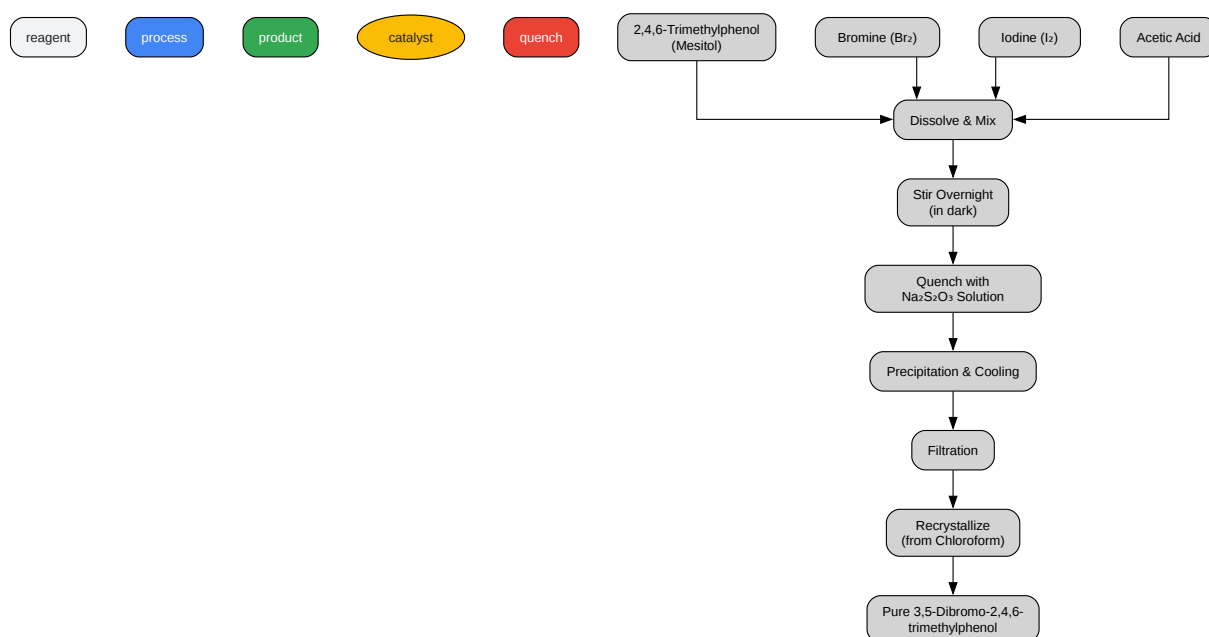 reagent
process
product
catalyst
quench
2,4,6-Trimethylphenol
(Mesitol)
Bromine (Br₂)
Iodine (I₂)
Acetic Acid
Dissolve & Mix
Stir Overnight
(in dark)
Quench with
Na₂S₂O₃ Solution
Precipitation & Cooling
Filtration
Recrystallize
(from Chloroform)
Pure 3,5-Dibromo-2,4,6-
trimethylphenol